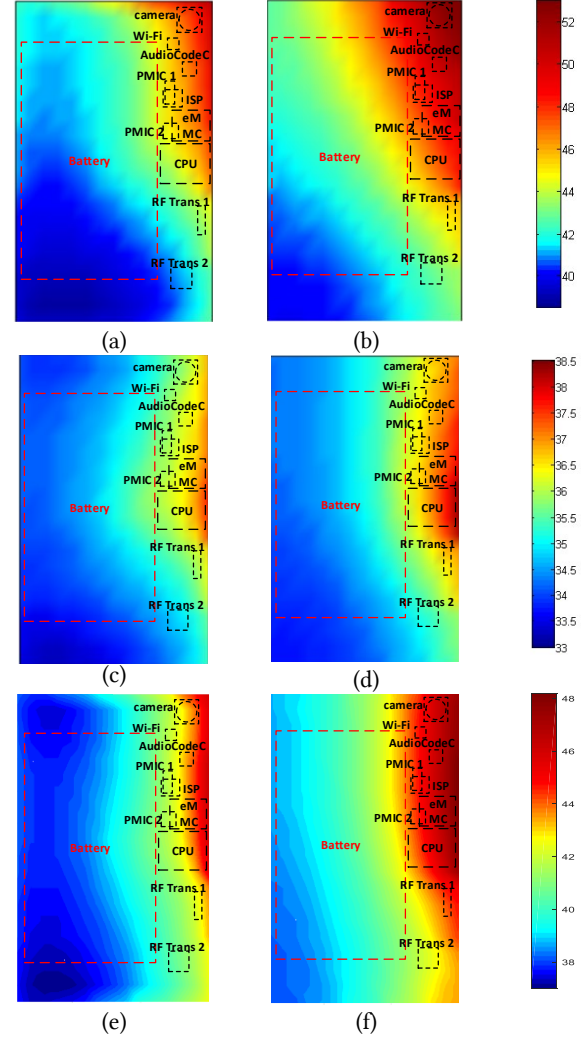 camera
Wi-Fi
AudioCodeC
PMIC 1
ISP
eM
PMIC 2 MC
Battery CPU
RF Trans 1
RF Trans 2
(a)
camera
Wi-Fi
AudioCodeC
PMIC 1
ISP
eM
PMIC 2 MC
Battery CPU
RF Trans 1
RF Trans 2
(b)
52
50
48
46
44
42
40
camera
Wi-Fi
AudioCodeC
PMIC 1
ISP
eM
PMIC 2 MC
Battery CPU
RF Trans 1
RF Trans 2
(c)
camera
Wi-Fi
AudioCodeC
PMIC 1
ISP
eM
PMIC 2 MC
Battery CPU
RF Trans 1
RF Trans 2
(d)
38.5
38
37.5
37
36.5
36
35.5
35
34.5
34
33.5
33
camera
Wi-Fi
AudioCodeC
PMIC 1
ISP
eM
PMIC 2 MC
Battery CPU
RF Trans 1
RF Trans 2
(e)
camera
Wi-Fi
AudioCodeC
PMIC 1
ISP
eM
PMIC 2 MC
Battery CPU
RF Trans 1
RF Trans 2
(f)
48
46
44
42
40
38